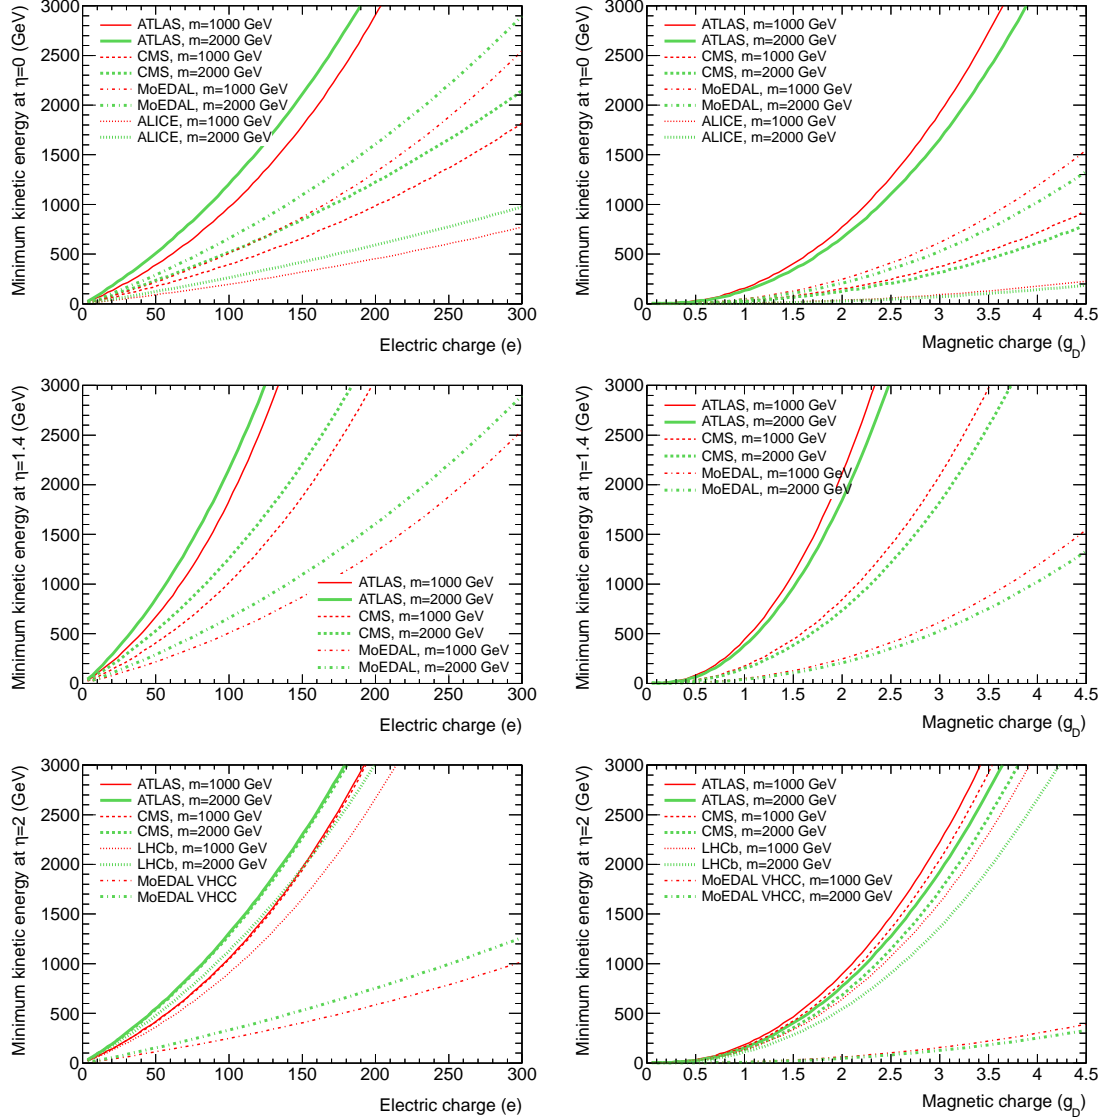 Minimum kinetic energy at η=0 (GeV)
3000
2500
2000
1500
1000
500
0
ATLAS, m=1000 GeV
ATLAS, m=2000 GeV
CMS, m=1000 GeV
CMS, m=2000 GeV
MoEDAL, m=1000 GeV
MoEDAL, m=2000 GeV
ALICE, m=1000 GeV
ALICE, m=2000 GeV
50 100 150 200 250 300
Electric charge (e)
Minimum kinetic energy at η=0 (GeV)
3000
2500
2000
1500
1000
500
0
ATLAS, m=1000 GeV
ATLAS, m=2000 GeV
CMS, m=1000 GeV
CMS, m=2000 GeV
MoEDAL, m=1000 GeV
MoEDAL, m=2000 GeV
ALICE, m=1000 GeV
ALICE, m=2000 GeV
0 0.5 1 1.5 2 2.5 3 3.5 4 4.5
Magnetic charge (g_D)
Minimum kinetic energy at η=1.4 (GeV)
3000
2500
2000
1500
1000
500
0
ATLAS, m=1000 GeV
ATLAS, m=2000 GeV
CMS, m=1000 GeV
CMS, m=2000 GeV
MoEDAL, m=1000 GeV
MoEDAL, m=2000 GeV
50 100 150 200 250 300
Electric charge (e)
Minimum kinetic energy at η=1.4 (GeV)
3000
2500
2000
1500
1000
500
0
ATLAS, m=1000 GeV
ATLAS, m=2000 GeV
CMS, m=1000 GeV
CMS, m=2000 GeV
MoEDAL, m=1000 GeV
MoEDAL, m=2000 GeV
0 0.5 1 1.5 2 2.5 3 3.5 4 4.5
Magnetic charge (g_D)
Minimum kinetic energy at η=2 (GeV)
3000
2500
2000
1500
1000
500
0
ATLAS, m=1000 GeV
ATLAS, m=2000 GeV
CMS, m=1000 GeV
CMS, m=2000 GeV
LHCb, m=1000 GeV
LHCb, m=2000 GeV
MoEDAL VHCC
MoEDAL VHCC
50 100 150 200 250 300
Electric charge (e)
Minimum kinetic energy at η=2 (GeV)
3000
2500
2000
1500
1000
500
0
ATLAS, m=1000 GeV
ATLAS, m=2000 GeV
CMS, m=1000 GeV
CMS, m=2000 GeV
LHCb, m=1000 GeV
LHCb, m=2000 GeV
MoEDAL VHCC, m=1000 GeV
MoEDAL VHCC, m=2000 GeV
0 0.5 1 1.5 2 2.5 3 3.5 4 4.5
Magnetic charge (g_D)